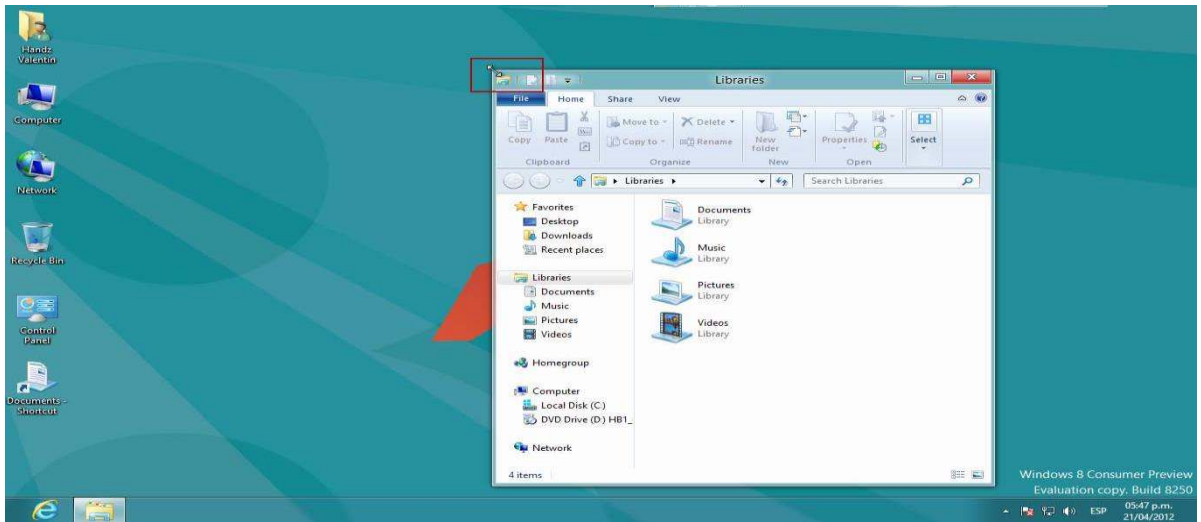 Handz
Valentin
Computer
Network
Recycle Bin
Control
Panel
Documents -
Shortcut
Libraries
File Home Share View
Copy Paste Move to Copy to Delete Rename New folder Properties Select
Clipboard Organize New Open
Libraries Search Libraries
Favorites
Desktop
Downloads
Recent places
Libraries
Documents
Music
Pictures
Videos
Homegroup
Computer
Local Disk (C:)
DVD Drive (D:) HB1_
Network
Documents
Library
Music
Library
Pictures
Library
Videos
Library
4 items
Windows 8 Consumer Preview
Evaluation copy. Build 8250
ESP 05:47 p.m.
21/04/2012